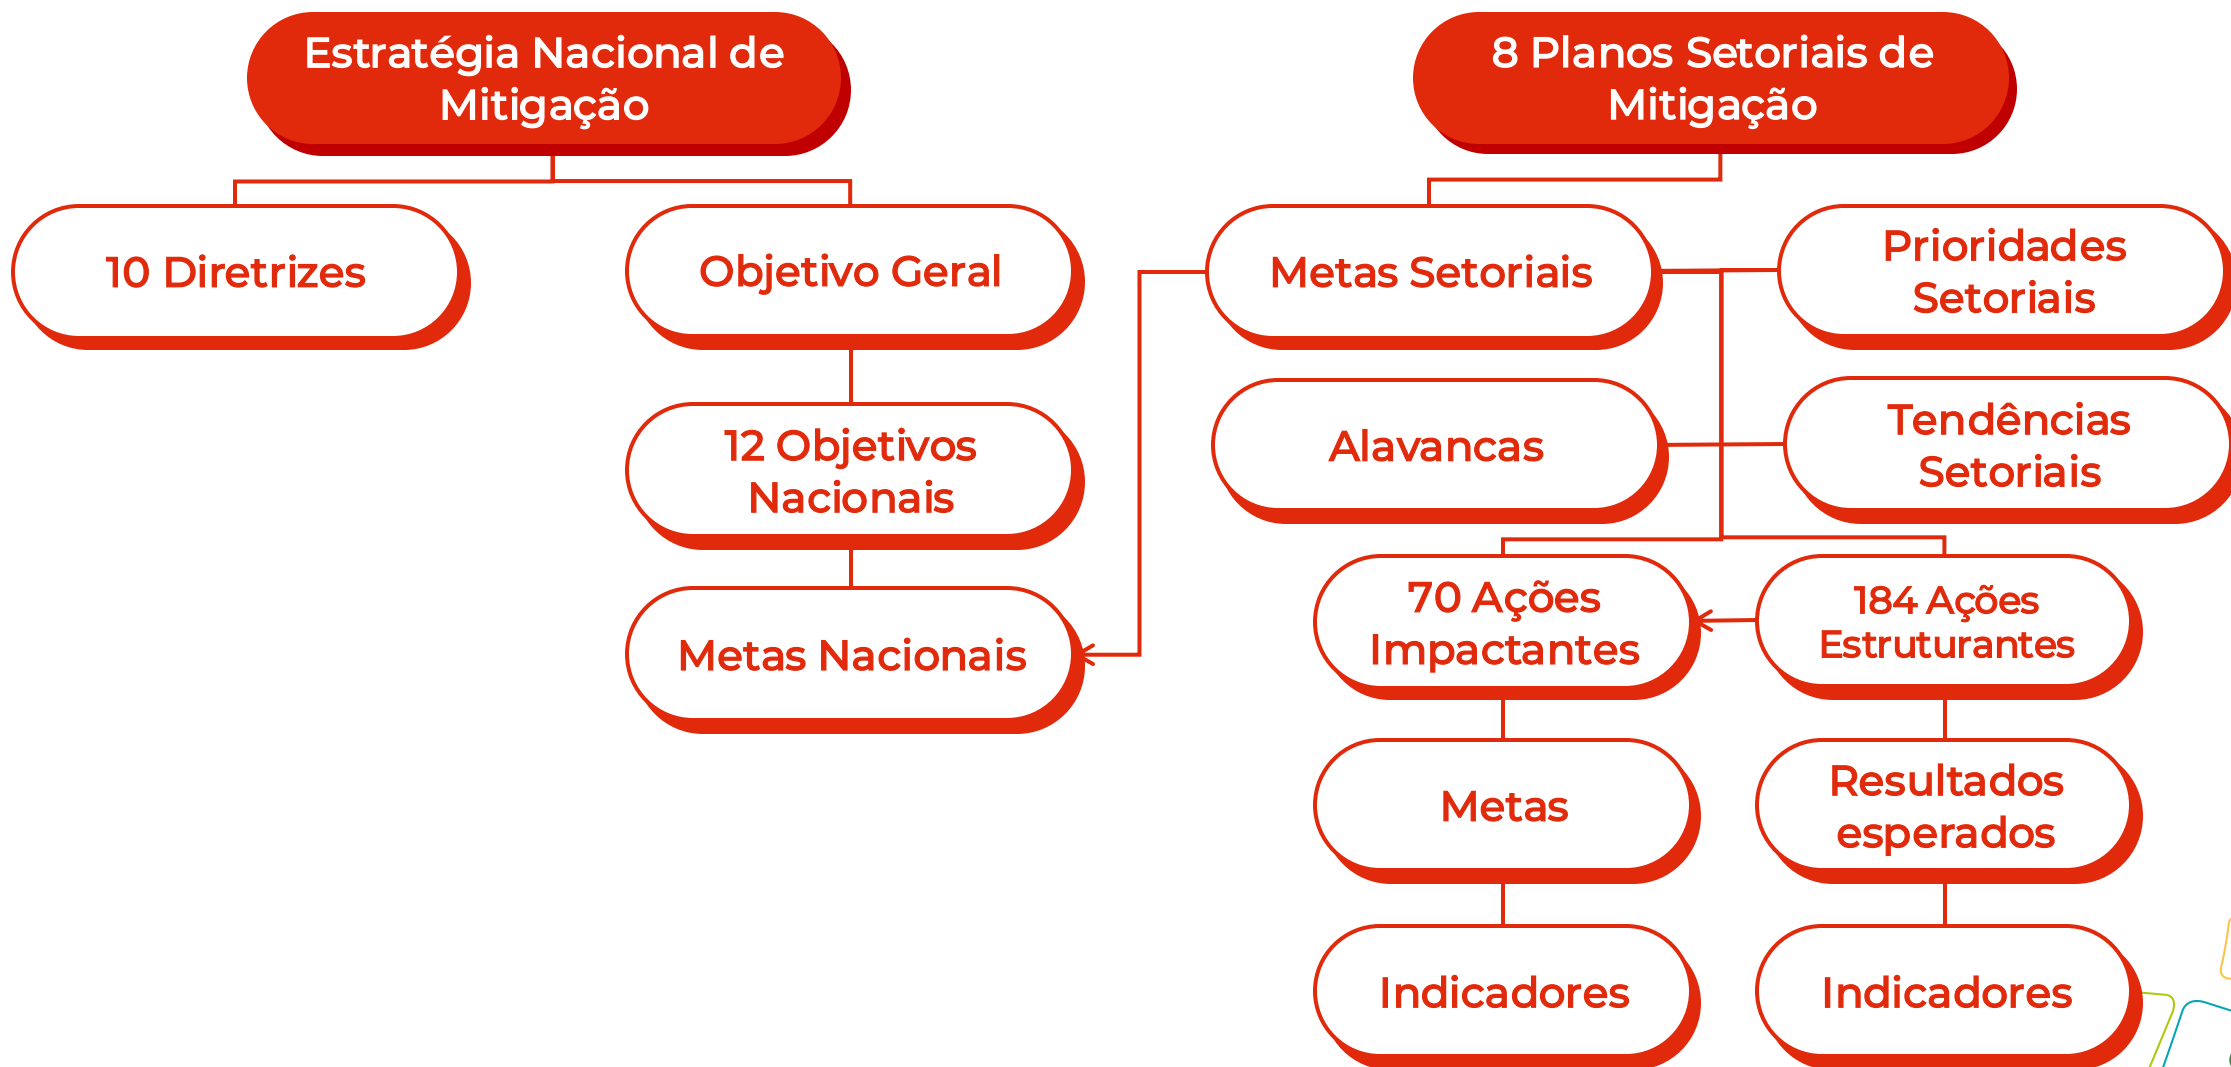 Estratégia Nacional de
Mitigação
10 Diretrizes
Objetivo Geral
12 Objetivos
Nacionais
Metas Nacionais
8 Planos Setoriais de
Mitigação
Metas Setoriais
Prioridades
Setoriais
Alavancas
Tendências
Setoriais
70 Ações
Impactantes
184 Ações
Estruturantes
Metas
Resultados
esperados
Indicadores
Indicadores